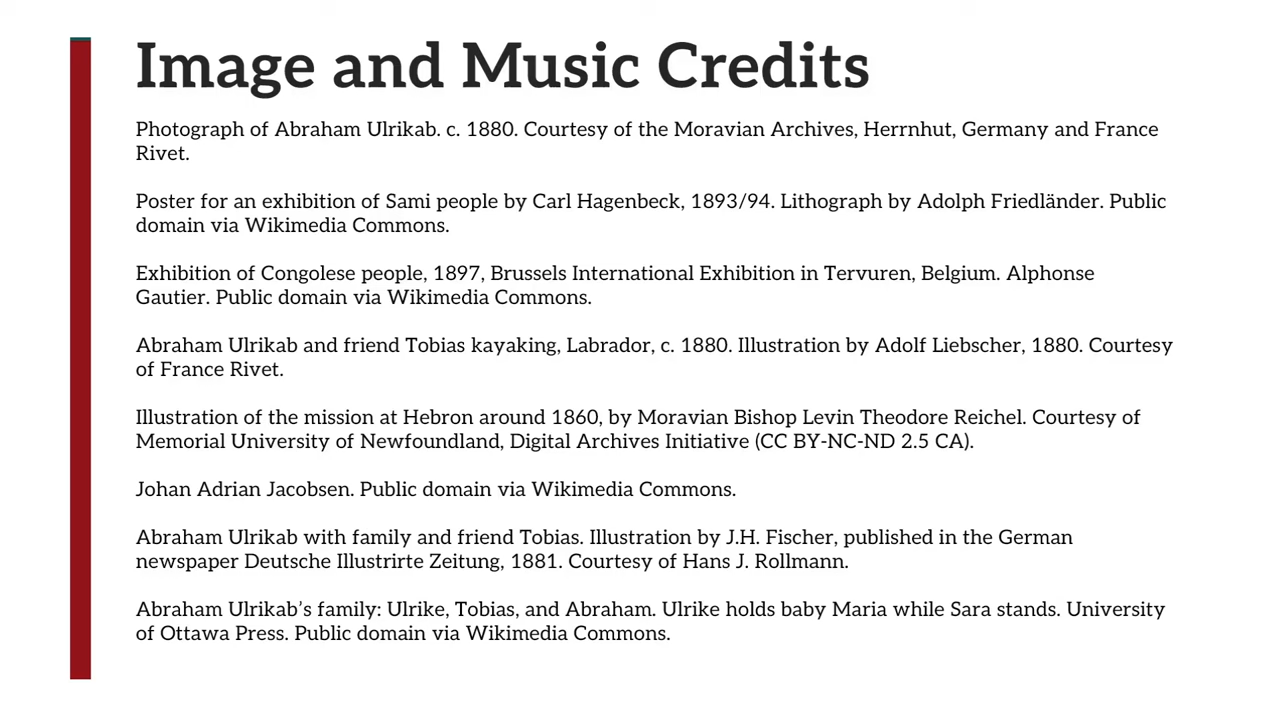 Image and Music Credits
Photograph of Abraham Ulrikab. c. 1880. Courtesy of the Moravian Archives, Herrnhut, Germany and France
Rivet.
Poster for an exhibition of Sami people by Carl Hagenbeck, 1893/94. Lithograph by Adolph Friedländer. Public
domain via Wikimedia Commons.
Exhibition of Congolese people, 1897, Brussels International Exhibition in Tervuren, Belgium. Alphonse
Gautier. Public domain via Wikimedia Commons.
Abraham Ulrikab and friend Tobias kayaking, Labrador, c. 1880. Illustration by Adolf Liebscher, 1880. Courtesy
of France Rivet.
Illustration of the mission at Hebron around 1860, by Moravian Bishop Levin Theodore Reichel. Courtesy of
Memorial University of Newfoundland, Digital Archives Initiative (CC BY-NC-ND 2.5 CA).
Johan Adrian Jacobsen. Public domain via Wikimedia Commons.
Abraham Ulrikab with family and friend Tobias. Illustration by J.H. Fischer, published in the German
newspaper Deutsche Illustrirte Zeitung, 1881. Courtesy of Hans J. Rollmann.
Abraham Ulrikab’s family: Ulrike, Tobias, and Abraham. Ulrike holds baby Maria while Sara stands. University
of Ottawa Press. Public domain via Wikimedia Commons.